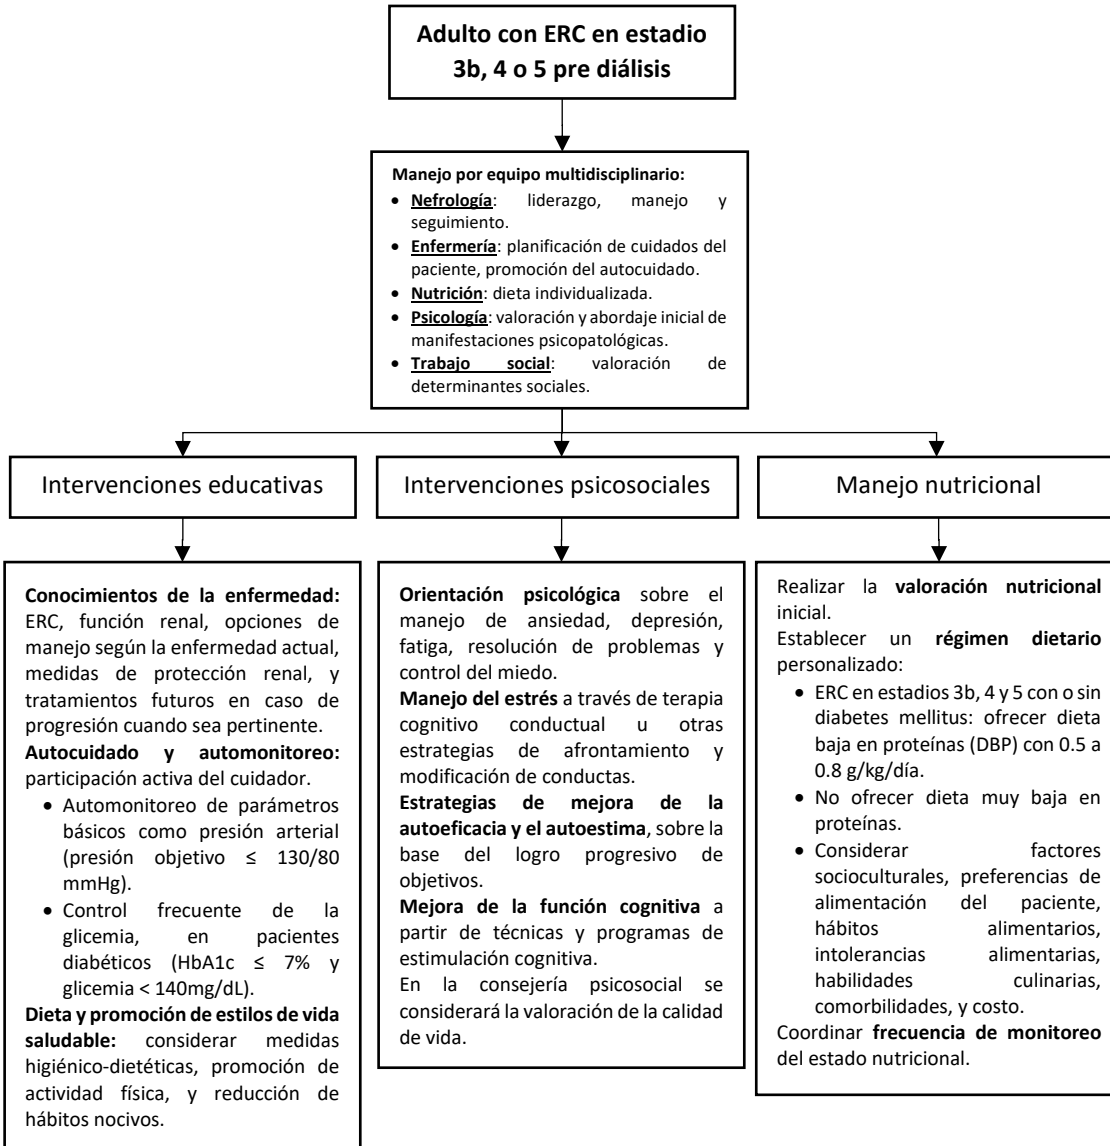 Adulto con ERC en estadio
3b, 4 o 5 pre diálisis
Manejo por equipo multidisciplinario:
• Nefrología: liderazgo, manejo y
seguimiento.
• Enfermería: planificación de cuidados del
paciente, promoción del autocuidado.
• Nutrición: dieta individualizada.
• Psicología: valoración y abordaje inicial de
manifestaciones psicopatológicas.
• Trabajo social: valoración de
determinantes sociales.
Intervenciones educativas
Intervenciones psicosociales
Manejo nutricional
Conocimientos de la enfermedad:
ERC, función renal, opciones de
manejo según la enfermedad actual,
medidas de protección renal, y
tratamientos futuros en caso de
progresión cuando sea pertinente.
Autocuidado y automonitoreo:
participación activa del cuidador.
• Automonitoreo de parámetros
básicos como presión arterial
(presión objetivo ≤ 130/80
mmHg).
• Control frecuente de la
glicemia, en pacientes
diabéticos (HbA1c ≤ 7% y
glicemia < 140mg/dL).
Dieta y promoción de estilos de vida
saludable: considerar medidas
higiénico-dietéticas, promoción de
actividad física, y reducción de
hábitos nocivos.
Orientación psicológica sobre el
manejo de ansiedad, depresión,
fatiga, resolución de problemas y
control del miedo.
Manejo del estrés a través de terapia
cognitivo conductual u otras
estrategias de afrontamiento y
modificación de conductas.
Estrategias de mejora de la
autoeficacia y el autoestima, sobre la
base del logro progresivo de
objetivos.
Mejora de la función cognitiva a
partir de técnicas y programas de
estimulación cognitiva.
En la consejería psicosocial se
considerará la valoración de la calidad
de vida.
Realizar la valoración nutricional
inicial.
Establecer un régimen dietario
personalizado:
• ERC en estadios 3b, 4 y 5 con o sin
diabetes mellitus: ofrecer dieta
baja en proteínas (DBP) con 0.5 a
0.8 g/kg/día.
• No ofrecer dieta muy baja en
proteínas.
• Considerar factores
socioculturales, preferencias de
alimentación del paciente,
hábitos alimentarios,
intolerancias alimentarias,
habilidades culinarias,
comorbilidades, y costo.
Coordinar frecuencia de monitoreo
del estado nutricional.